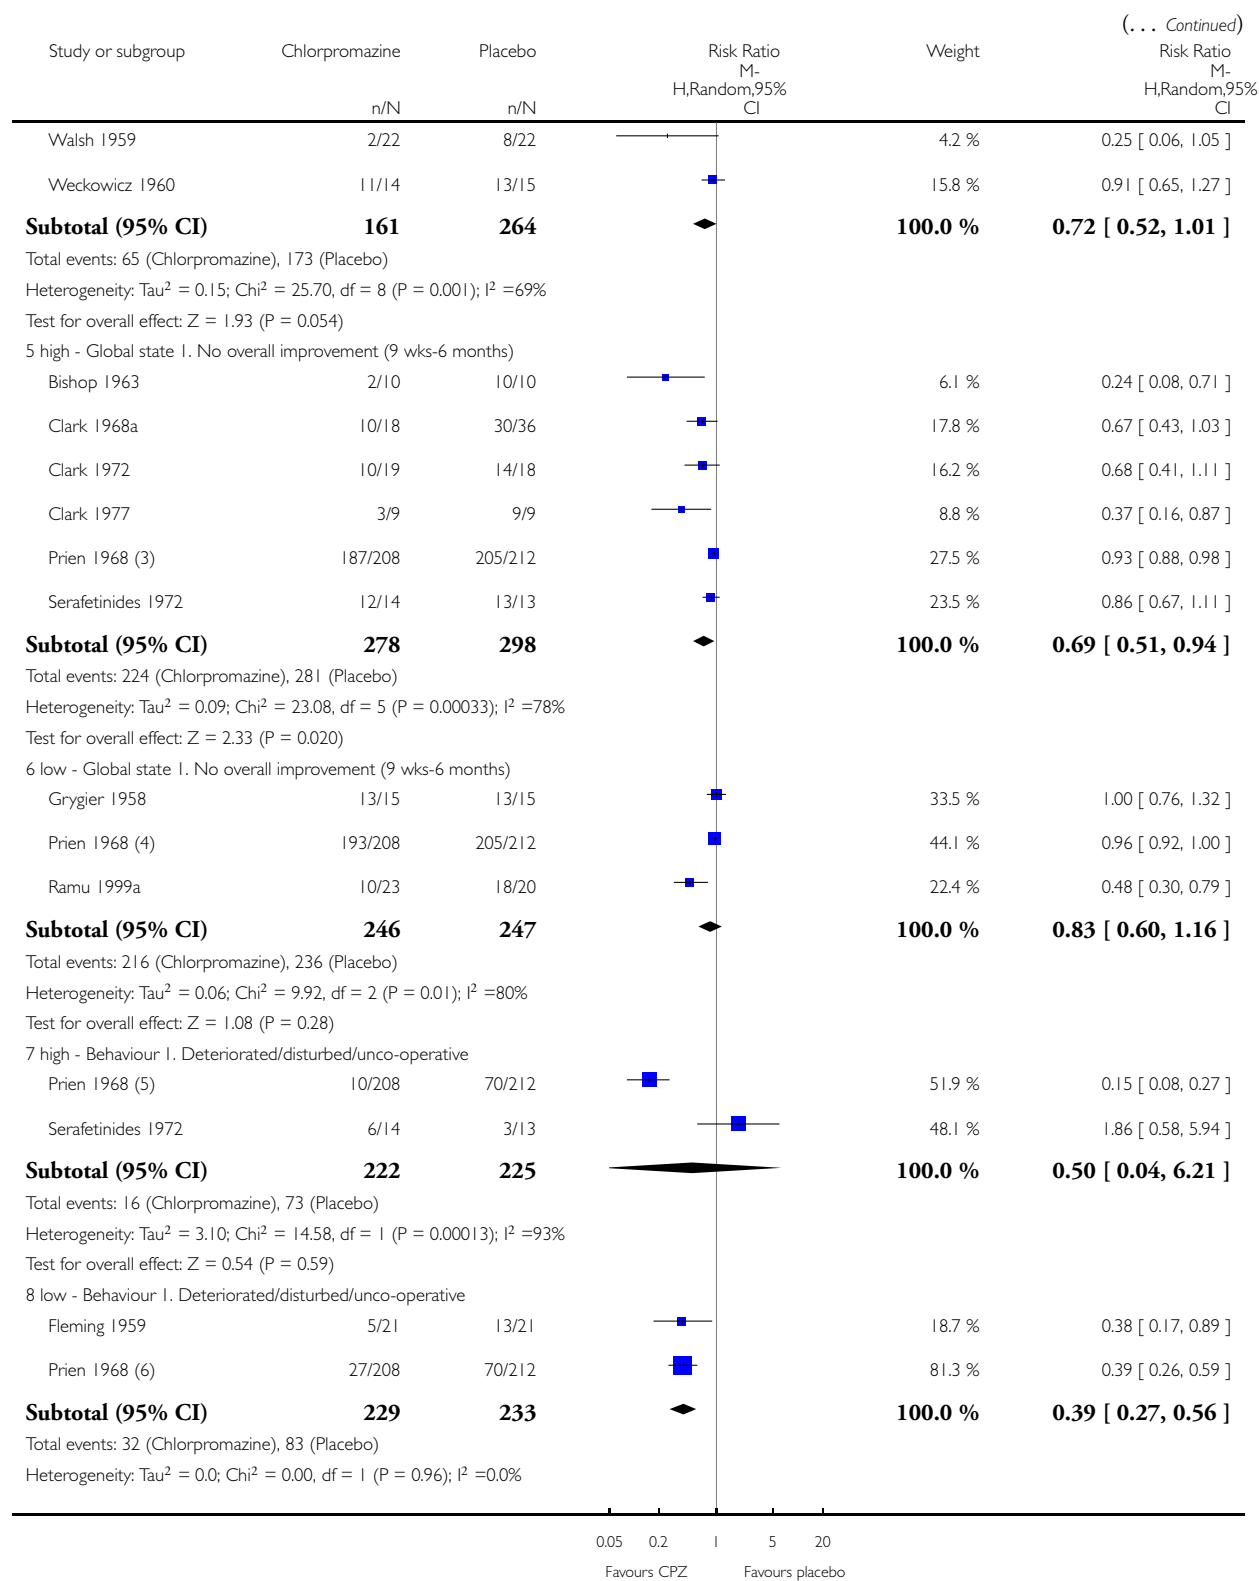 (... Continued)
Study or subgroup Chlorpromazine Placebo Risk Ratio Weight Risk Ratio
M- M-
H,Random,95% H,Random,95%
n/N n/N CI CI
Walsh 1959 2/22 8/22 4.2 % 0.25 [ 0.06, 1.05 ]
Weckowicz 1960 11/14 13/15 15.8 % 0.91 [ 0.65, 1.27 ]
Subtotal (95% CI) 161 264 100.0 % 0.72 [ 0.52, 1.01 ]
Total events: 65 (Chlorpromazine), 173 (Placebo)
Heterogeneity: Tau² = 0.15; Chi² = 25.70, df = 8 (P = 0.001); I² =69%
Test for overall effect: Z = 1.93 (P = 0.054)
5 high - Global state 1. No overall improvement (9 wks-6 months)
Bishop 1963 2/10 10/10 6.1 % 0.24 [ 0.08, 0.71 ]
Clark 1968a 10/18 30/36 17.8 % 0.67 [ 0.43, 1.03 ]
Clark 1972 10/19 14/18 16.2 % 0.68 [ 0.41, 1.11 ]
Clark 1977 3/9 9/9 8.8 % 0.37 [ 0.16, 0.87 ]
Prien 1968 (3) 187/208 205/212 27.5 % 0.93 [ 0.88, 0.98 ]
Serafetinides 1972 12/14 13/13 23.5 % 0.86 [ 0.67, 1.11 ]
Subtotal (95% CI) 278 298 100.0 % 0.69 [ 0.51, 0.94 ]
Total events: 224 (Chlorpromazine), 281 (Placebo)
Heterogeneity: Tau² = 0.09; Chi² = 23.08, df = 5 (P = 0.00033); I² =78%
Test for overall effect: Z = 2.33 (P = 0.020)
6 low - Global state 1. No overall improvement (9 wks-6 months)
Grygier 1958 13/15 13/15 33.5 % 1.00 [ 0.76, 1.32 ]
Prien 1968 (4) 193/208 205/212 44.1 % 0.96 [ 0.92, 1.00 ]
Ramu 1999a 10/23 18/20 22.4 % 0.48 [ 0.30, 0.79 ]
Subtotal (95% CI) 246 247 100.0 % 0.83 [ 0.60, 1.16 ]
Total events: 216 (Chlorpromazine), 236 (Placebo)
Heterogeneity: Tau² = 0.06; Chi² = 9.92, df = 2 (P = 0.01); I² =80%
Test for overall effect: Z = 1.08 (P = 0.28)
7 high - Behaviour 1. Deteriorated/disturbed/unco-operative
Prien 1968 (5) 10/208 70/212 51.9 % 0.15 [ 0.08, 0.27 ]
Serafetinides 1972 6/14 3/13 48.1 % 1.86 [ 0.58, 5.94 ]
Subtotal (95% CI) 222 225 100.0 % 0.50 [ 0.04, 6.21 ]
Total events: 16 (Chlorpromazine), 73 (Placebo)
Heterogeneity: Tau² = 3.10; Chi² = 14.58, df = 1 (P = 0.00013); I² =93%
Test for overall effect: Z = 0.54 (P = 0.59)
8 low - Behaviour 1. Deteriorated/disturbed/unco-operative
Fleming 1959 5/21 13/21 18.7 % 0.38 [ 0.17, 0.89 ]
Prien 1968 (6) 27/208 70/212 81.3 % 0.39 [ 0.26, 0.59 ]
Subtotal (95% CI) 229 233 100.0 % 0.39 [ 0.27, 0.56 ]
Total events: 32 (Chlorpromazine), 83 (Placebo)
Heterogeneity: Tau² = 0.0; Chi² = 0.00, df = 1 (P = 0.96); I² =0.0%
0.05 0.2 1 5 20
Favours CPZ Favours placebo